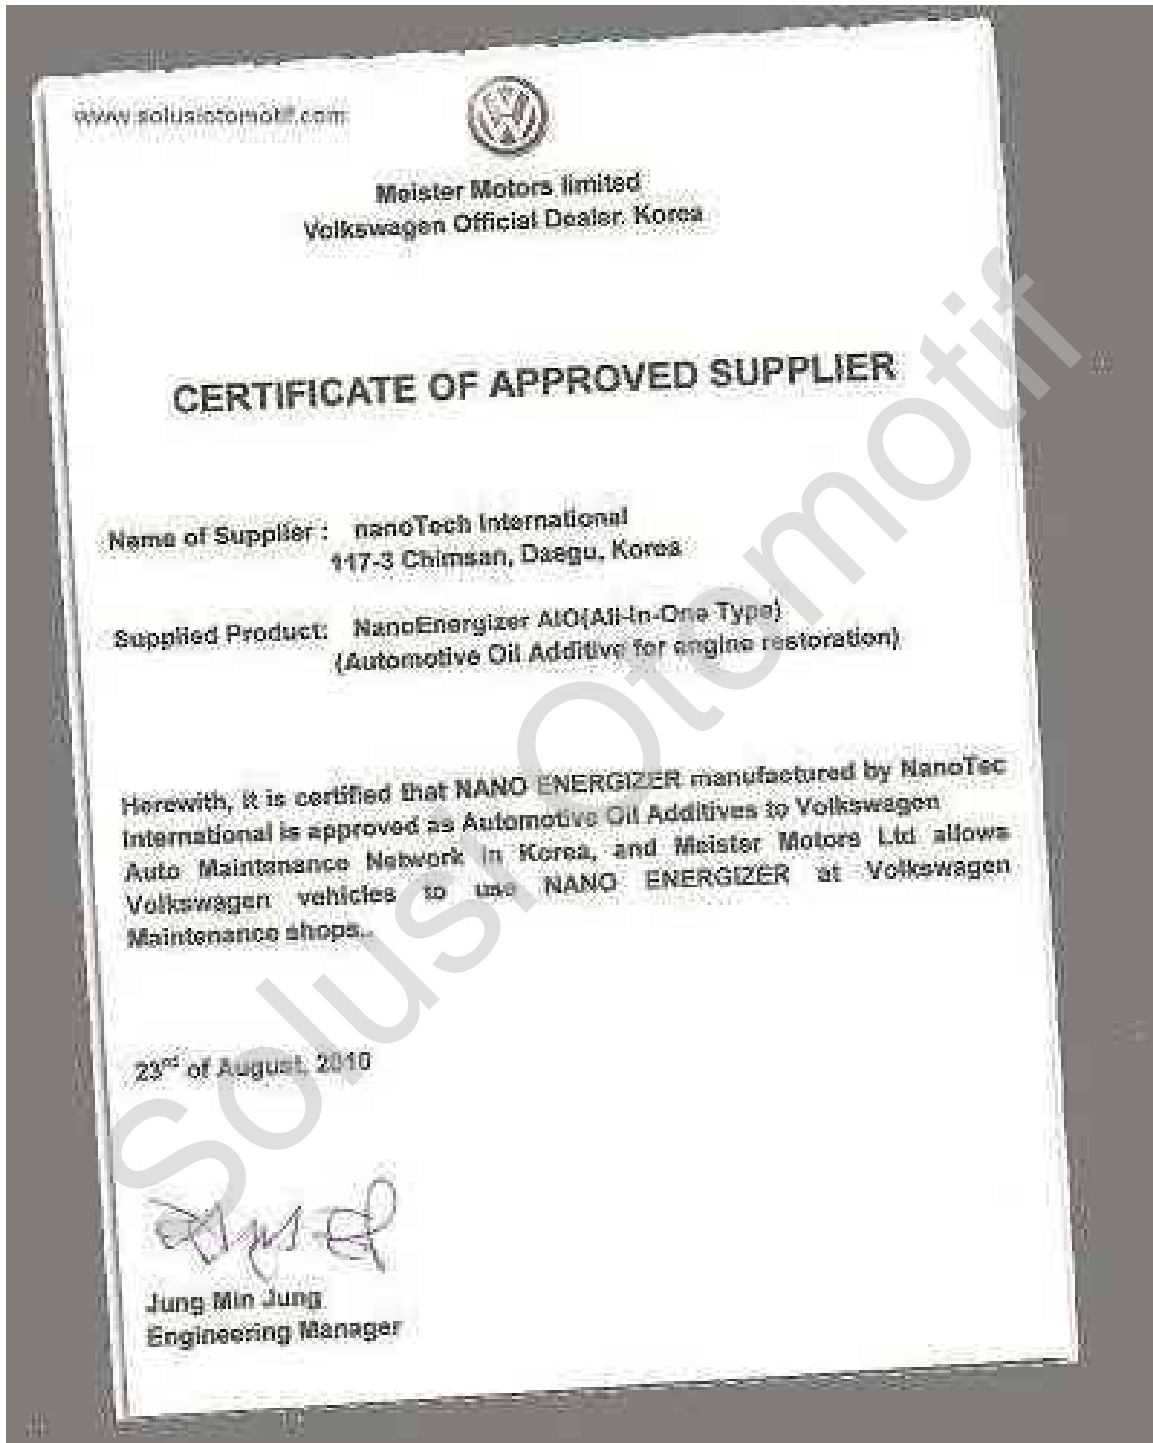 www.solusiotomotif.com
Meister Motors limited
Volkswagen Official Dealer, Korea
CERTIFICATE OF APPROVED SUPPLIER
Name of Supplier : nanoTech International
117-3 Chimsan, Daegu, Korea
Supplied Product: NanoEnergizer AIO(All-In-One Type)
(Automotive Oil Additive for engine restoration)
Herewith, it is certified that NANO ENERGIZER manufactured by NanoTec
International is approved as Automotive Oil Additives to Volkswagen
Auto Maintenance Network in Korea, and Meister Motors Ltd allows
Volkswagen vehicles to use NANO ENERGIZER at Volkswagen
Maintenance shops..
23rd of August, 2010
Jung Min Jung
Engineering Manager
Solusi Otomotif